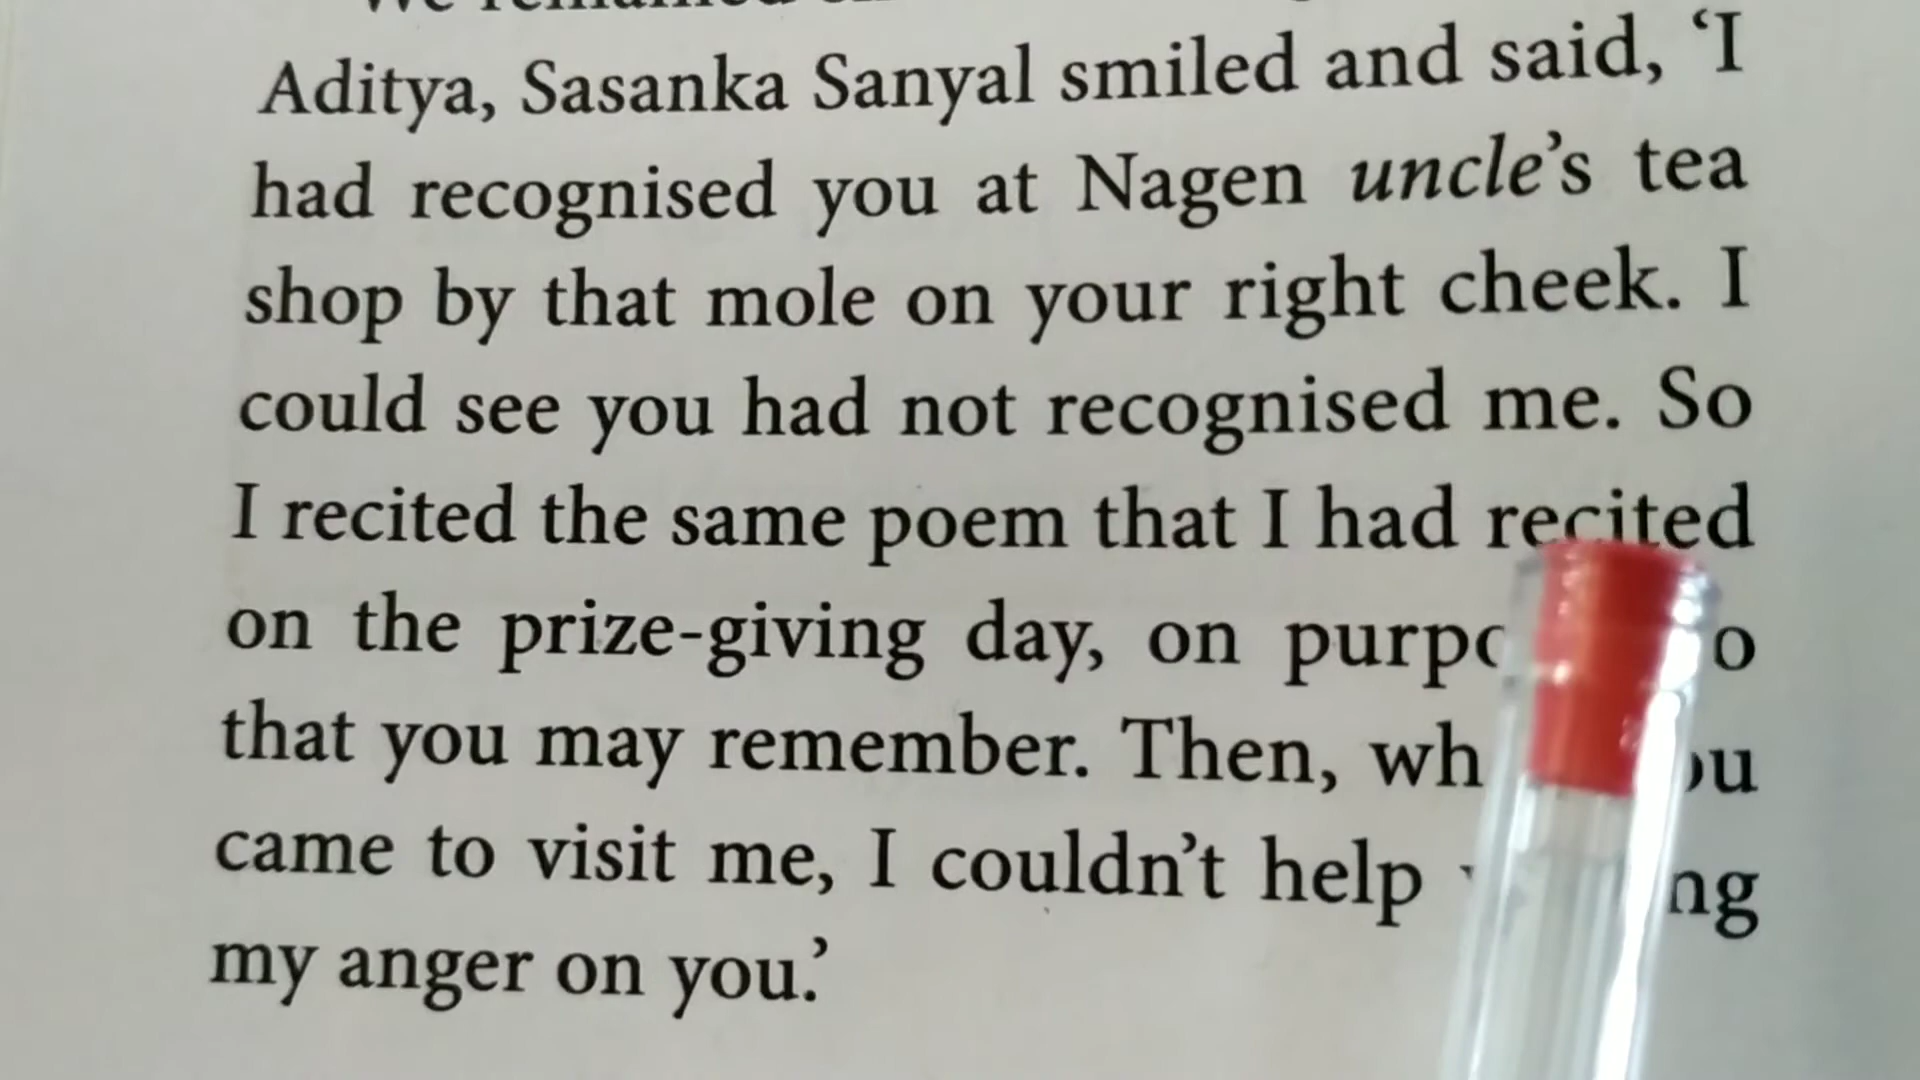 Aditya, Sasanka Sanyal smiled and said, ‘I
had recognised you at Nagen uncle’s tea
shop by that mole on your right cheek. I
could see you had not recognised me. So
I recited the same poem that I had recited
on the prize-giving day, on
that you may remember. Then,
came to visit me, I couldn’t help
my anger on you.’